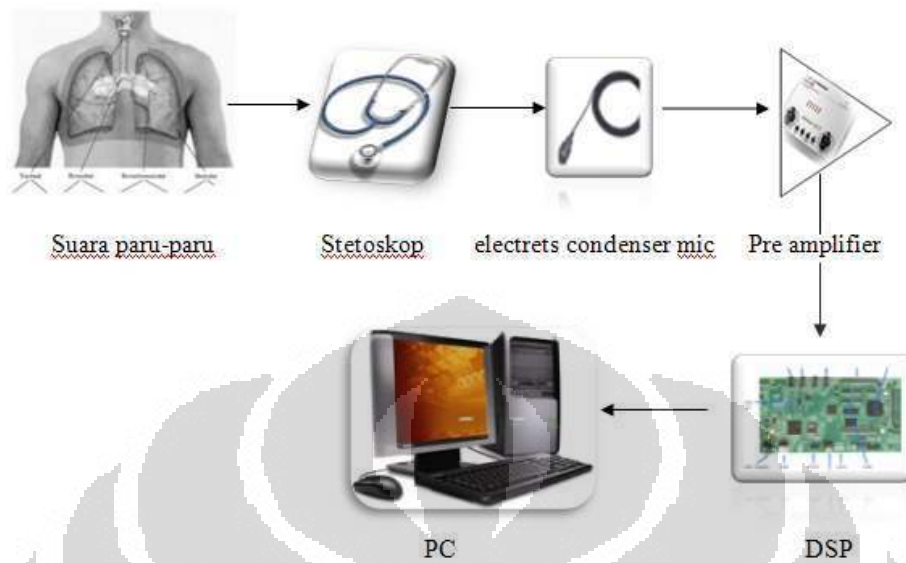 Suara paru-paru
Stetoskop
electrets condenser mic
Pre amplifier
PC
DSP